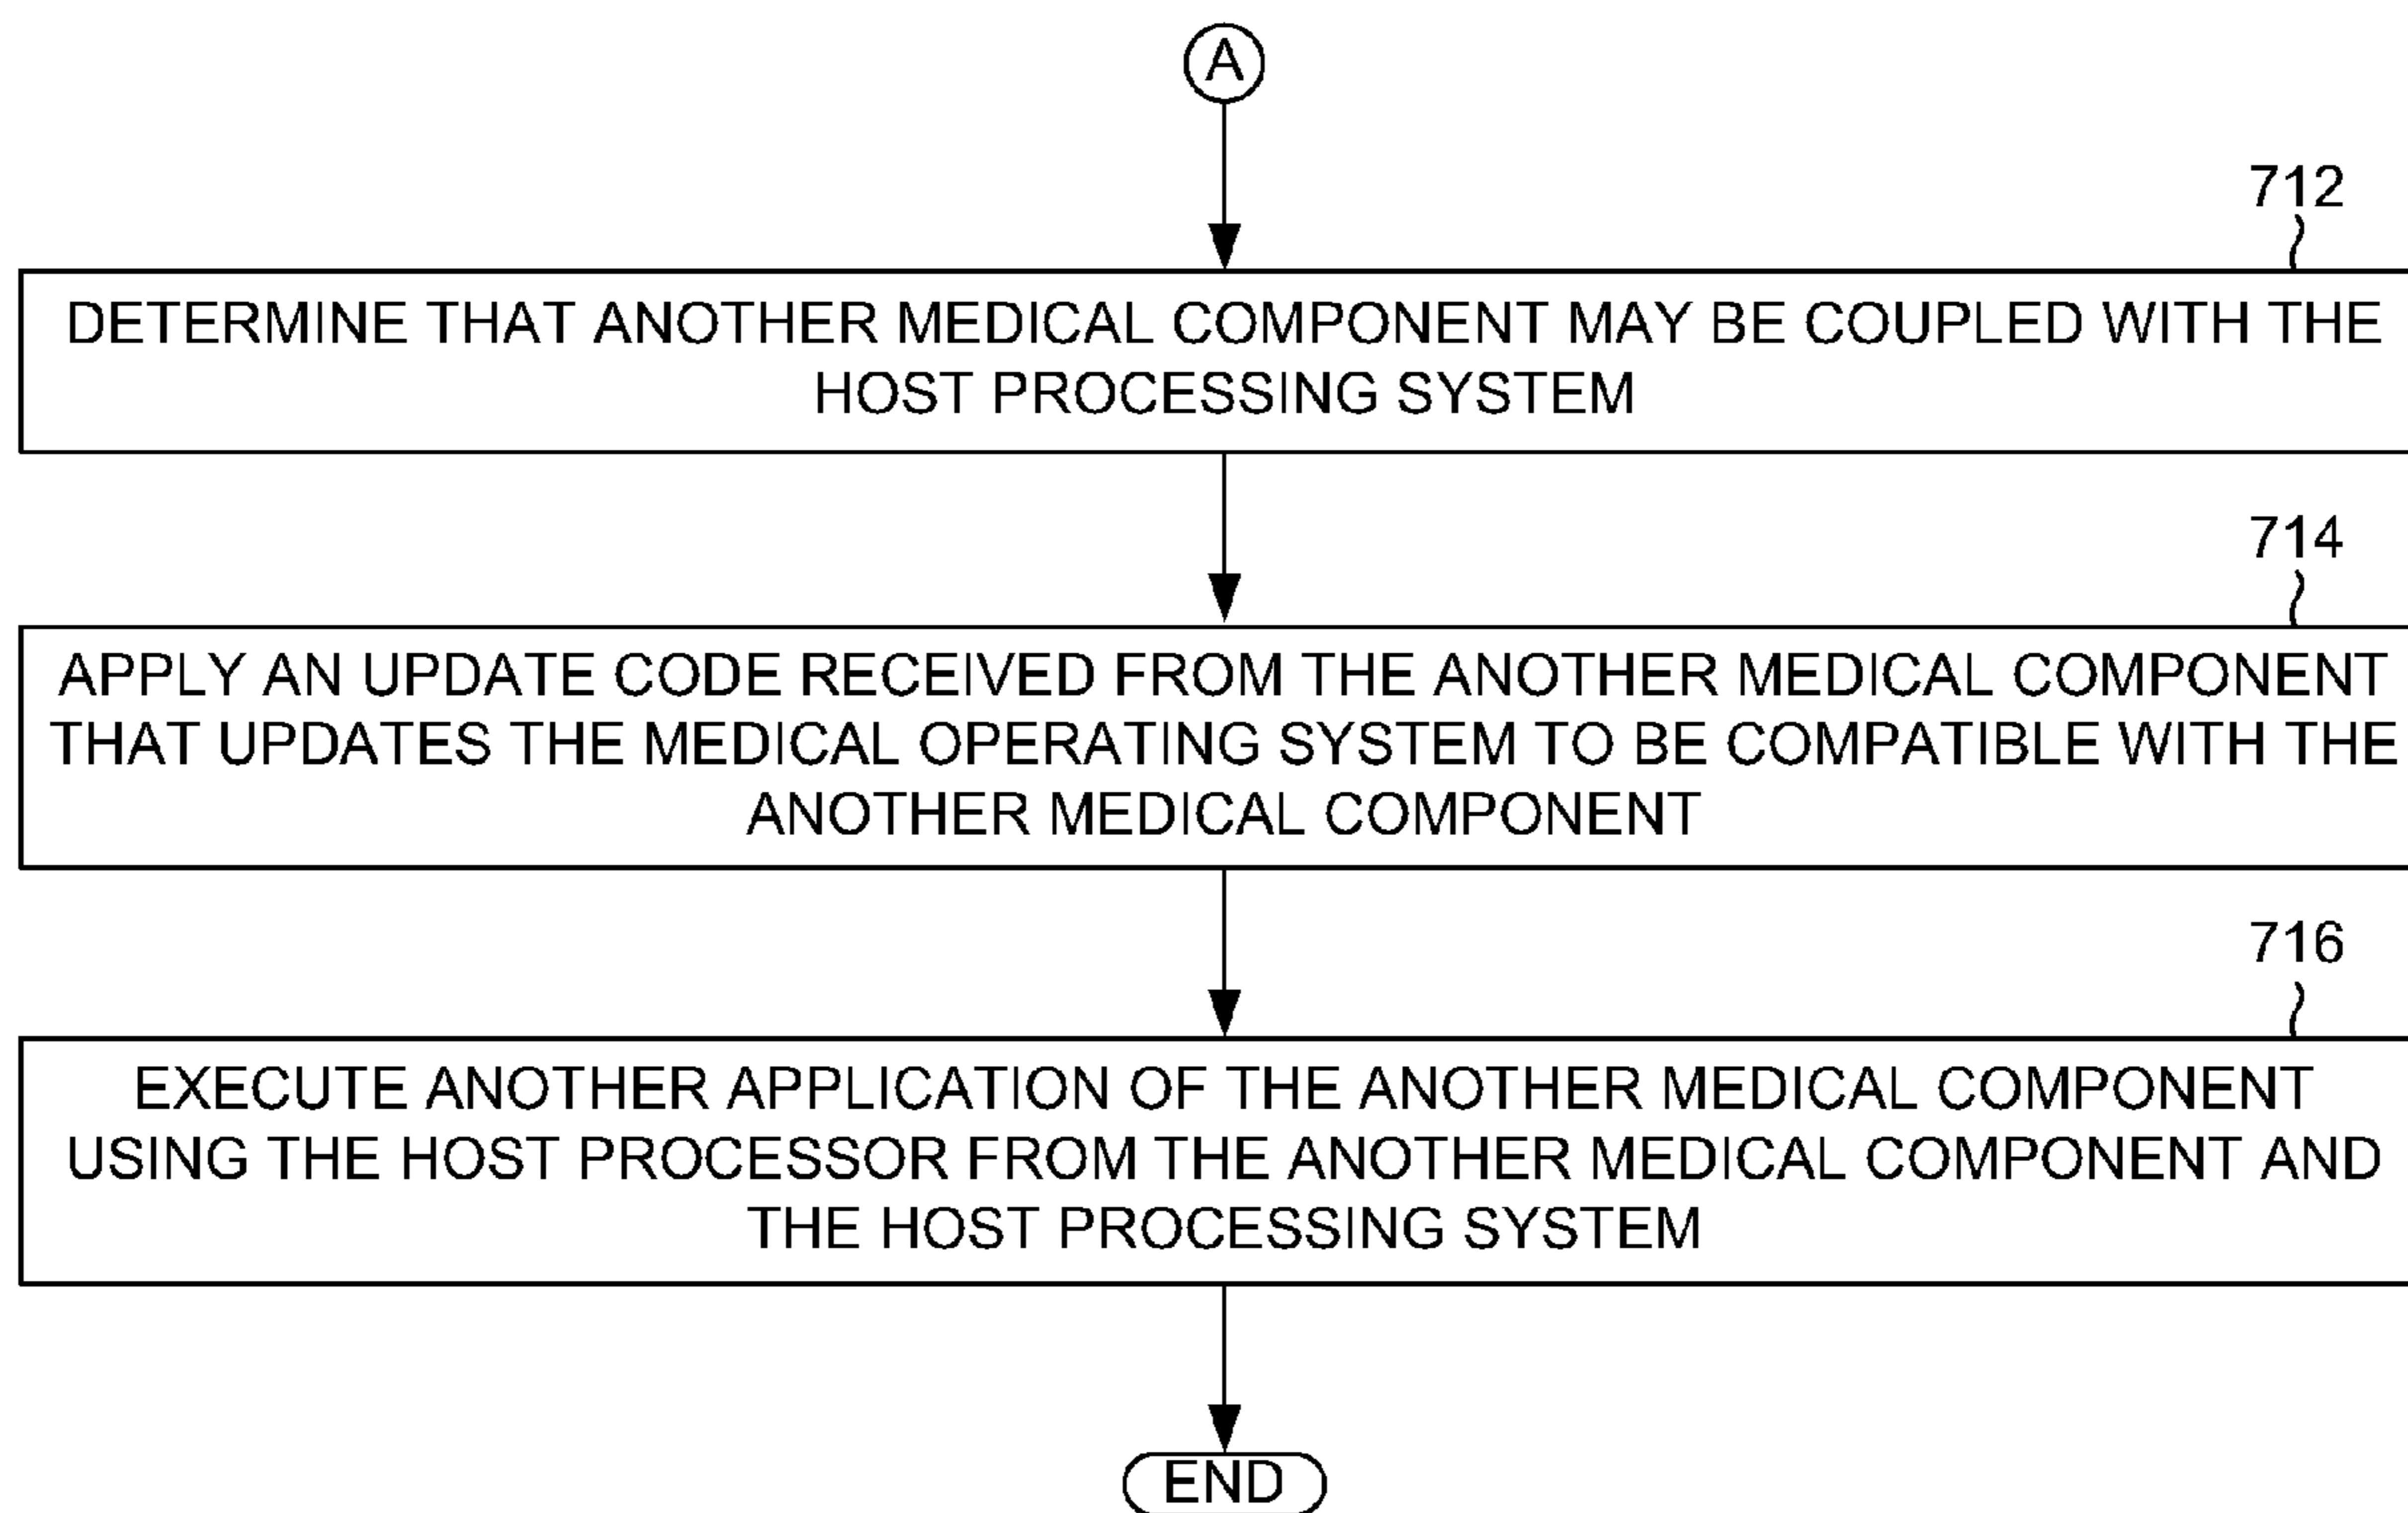 A
712
DETERMINE THAT ANOTHER MEDICAL COMPONENT MAY BE COUPLED WITH THE
HOST PROCESSING SYSTEM
714
APPLY AN UPDATE CODE RECEIVED FROM THE ANOTHER MEDICAL COMPONENT
THAT UPDATES THE MEDICAL OPERATING SYSTEM TO BE COMPATIBLE WITH THE
ANOTHER MEDICAL COMPONENT
716
EXECUTE ANOTHER APPLICATION OF THE ANOTHER MEDICAL COMPONENT
USING THE HOST PROCESSOR FROM THE ANOTHER MEDICAL COMPONENT AND
THE HOST PROCESSING SYSTEM
END